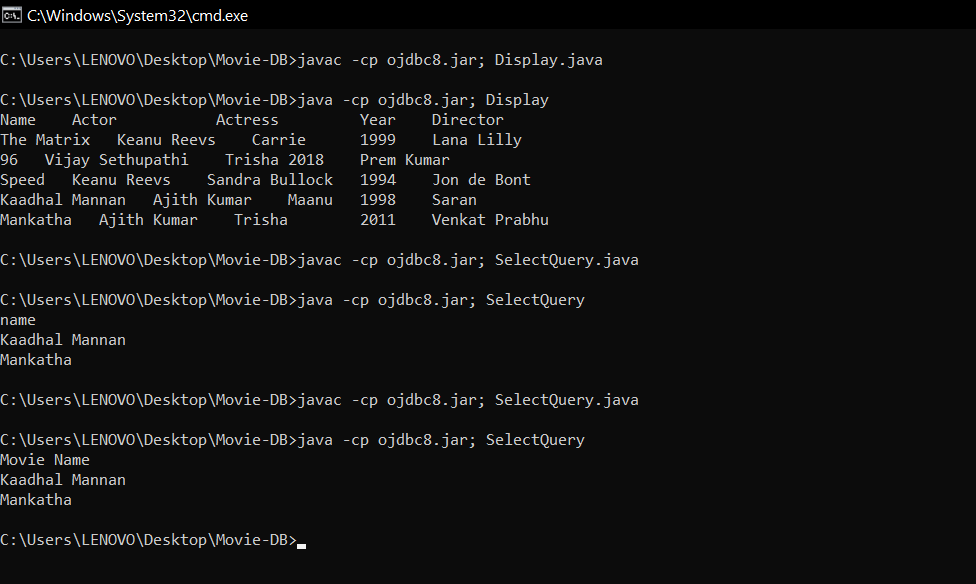 C:\Windows\System32\cmd.exe
C:\Users\LENOVO\Desktop\Movie-DB>javac -cp ojdbc8.jar; Display.java
C:\Users\LENOVO\Desktop\Movie-DB>java -cp ojdbc8.jar; Display
Name    Actor           Actress         Year    Director
The Matrix   Keanu Reevs    Carrie      1999    Lana Lilly
96   Vijay Sethupathi    Trisha 2018    Prem Kumar
Speed   Keanu Reevs    Sandra Bullock   1994    Jon de Bont
Kaadhal Mannan   Ajith Kumar    Maanu   1998    Saran
Mankatha   Ajith Kumar    Trisha        2011    Venkat Prabhu
C:\Users\LENOVO\Desktop\Movie-DB>javac -cp ojdbc8.jar; SelectQuery.java
C:\Users\LENOVO\Desktop\Movie-DB>java -cp ojdbc8.jar; SelectQuery
name
Kaadhal Mannan
Mankatha
C:\Users\LENOVO\Desktop\Movie-DB>javac -cp ojdbc8.jar; SelectQuery.java
C:\Users\LENOVO\Desktop\Movie-DB>java -cp ojdbc8.jar; SelectQuery
Movie Name
Kaadhal Mannan
Mankatha
C:\Users\LENOVO\Desktop\Movie-DB>